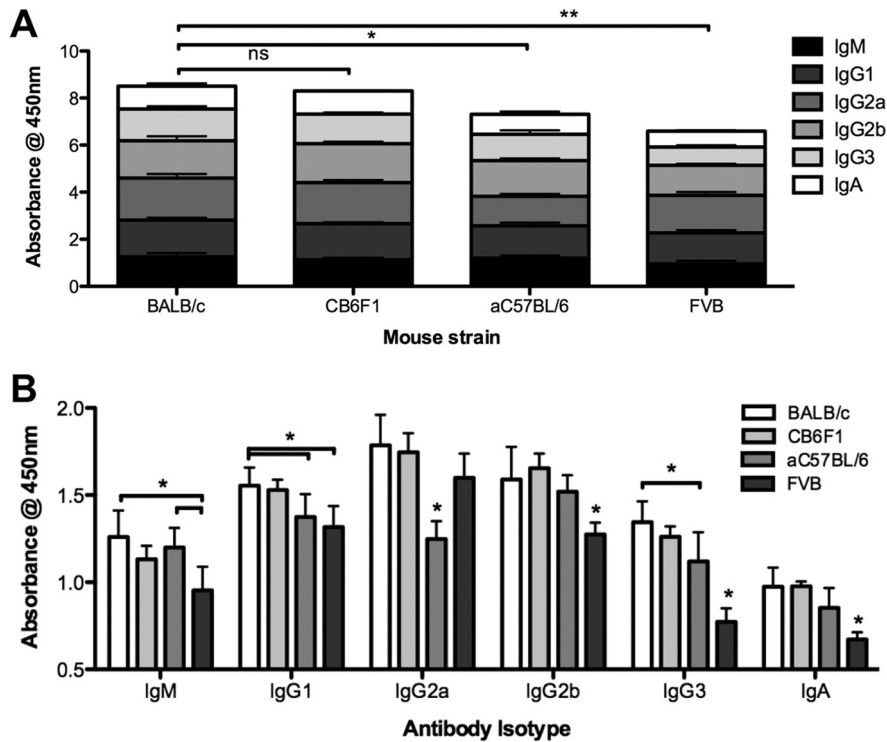 A
**
*
ns
10
8
6
4
2
0
Absorbance @ 450nm
BALB/c
CB6F1
aC57BL/6
FVB
Mouse strain
IgM
IgG1
IgG2a
IgG2b
IgG3
IgA
B
2.0
1.5
1.0
0.5
Absorbance @ 450nm
*
*
*
*
*
*
*
BALB/c
CB6F1
aC57BL/6
FVB
IgM
IgG1
IgG2a
IgG2b
IgG3
IgA
Antibody Isotype